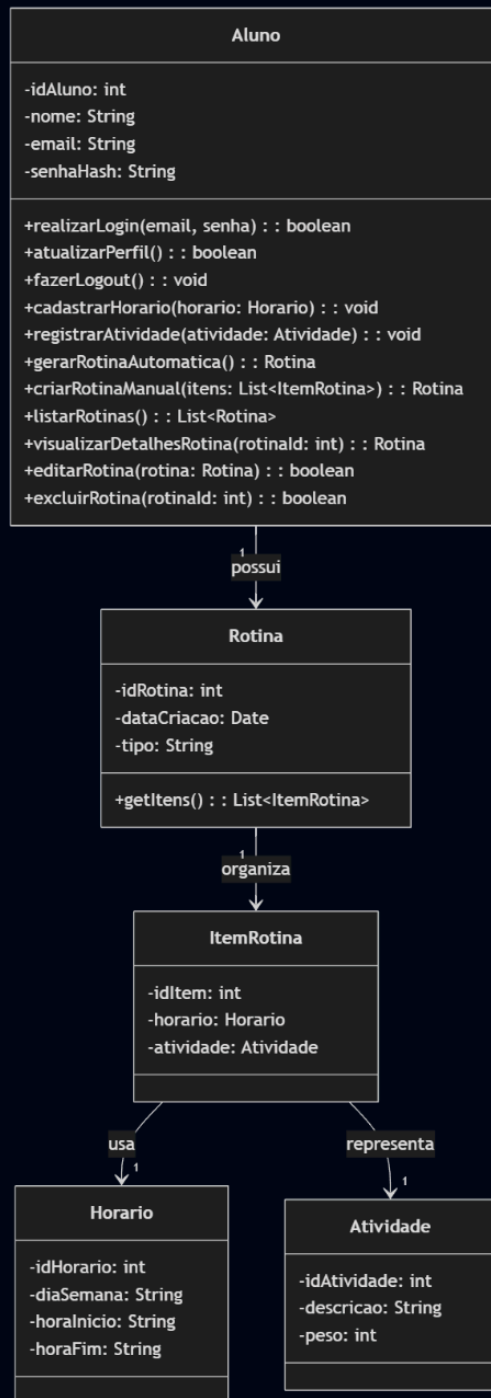 Aluno
-idAluno: int
-nome: String
-email: String
-senhaHash: String
+realizarLogin(email, senha) : : boolean
+atualizarPerfil() : : boolean
+fazerLogout() : : void
+cadastrarHorario(horario: Horario) : : void
+registrarAtividade(atividade: Atividade) : : void
+gerarRotinaAutomatica() : : Rotina
+criarRotinaManual(itens: List<ItemRotina>) : : Rotina
+listarRotinas() : : List<Rotina>
+visualizarDetalhesRotina(rotinaId: int) : : Rotina
+editarRotina(rotina: Rotina) : : boolean
+excluirRotina(rotinaId: int) : : boolean
1
possui
Rotina
-idRotina: int
-dataCriacao: Date
-tipo: String
+getItens() : : List<ItemRotina>
1
organiza
ItemRotina
-idItem: int
-horario: Horario
-atividade: Atividade
usa
representa
1
1
Horario
-idHorario: int
-diaSemana: String
-horaInicio: String
-horaFim: String
Atividade
-idAtividade: int
-descricao: String
-peso: int